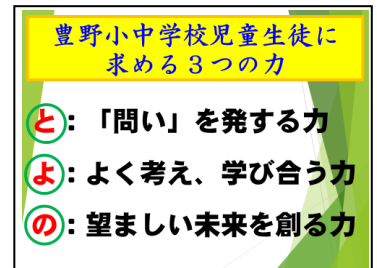 豊野小中学校児童生徒に
求める３つの力
と：「問い」を発する力
よ：よく考え、学び合う力
の：望ましい未来を創る力